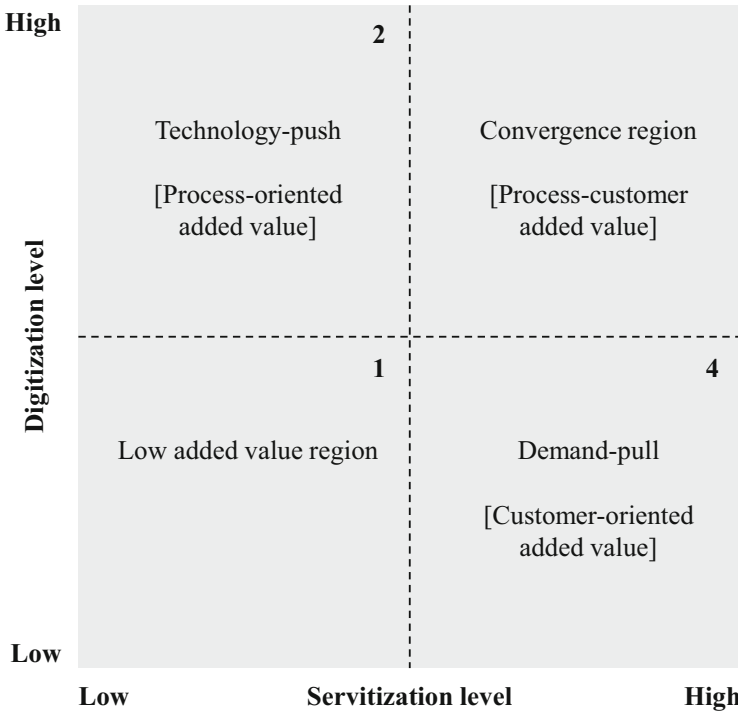 High
2
Technology-push
Convergence region
[Process-oriented
added value]
[Process-customer
added value]
Digitization level
1
4
Low added value region
Demand-pull
[Customer-oriented
added value]
Low
Low
Servitization level
High